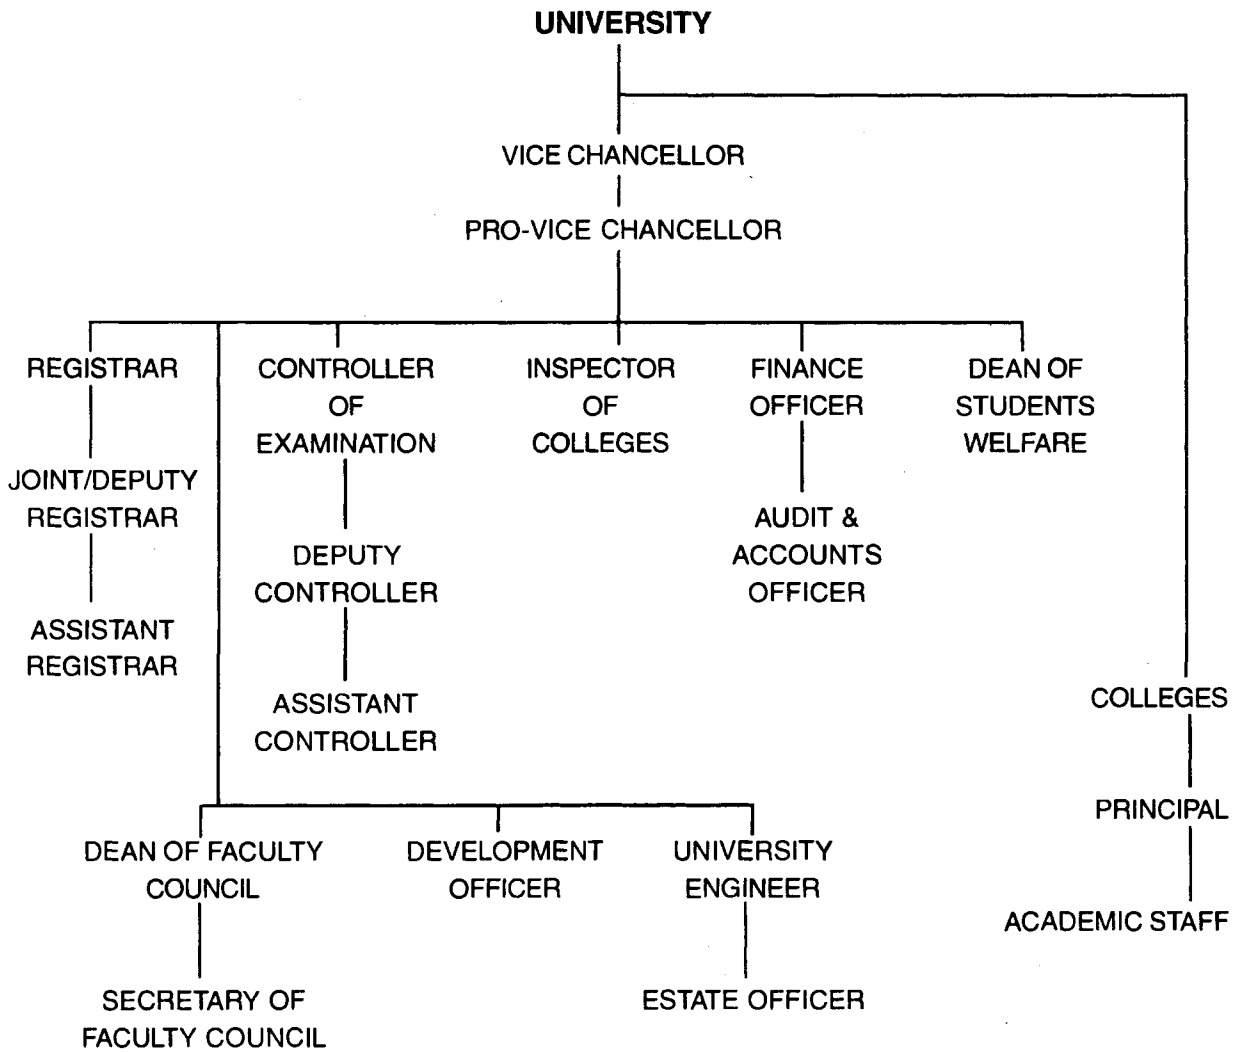 UNIVERSITY
VICE CHANCELLOR
PRO-VICE CHANCELLOR
REGISTRAR
JOINT/DEPUTY
REGISTRAR
ASSISTANT
REGISTRAR
CONTROLLER
OF
EXAMINATION
DEPUTY
CONTROLLER
ASSISTANT
CONTROLLER
INSPECTOR
OF
COLLEGES
FINANCE
OFFICER
AUDIT &
ACCOUNTS
OFFICER
DEAN OF
STUDENTS
WELFARE
DEAN OF FACULTY
COUNCIL
SECRETARY OF
FACULTY COUNCIL
DEVELOPMENT
OFFICER
UNIVERSITY
ENGINEER
ESTATE OFFICER
COLLEGES
PRINCIPAL
ACADEMIC STAFF